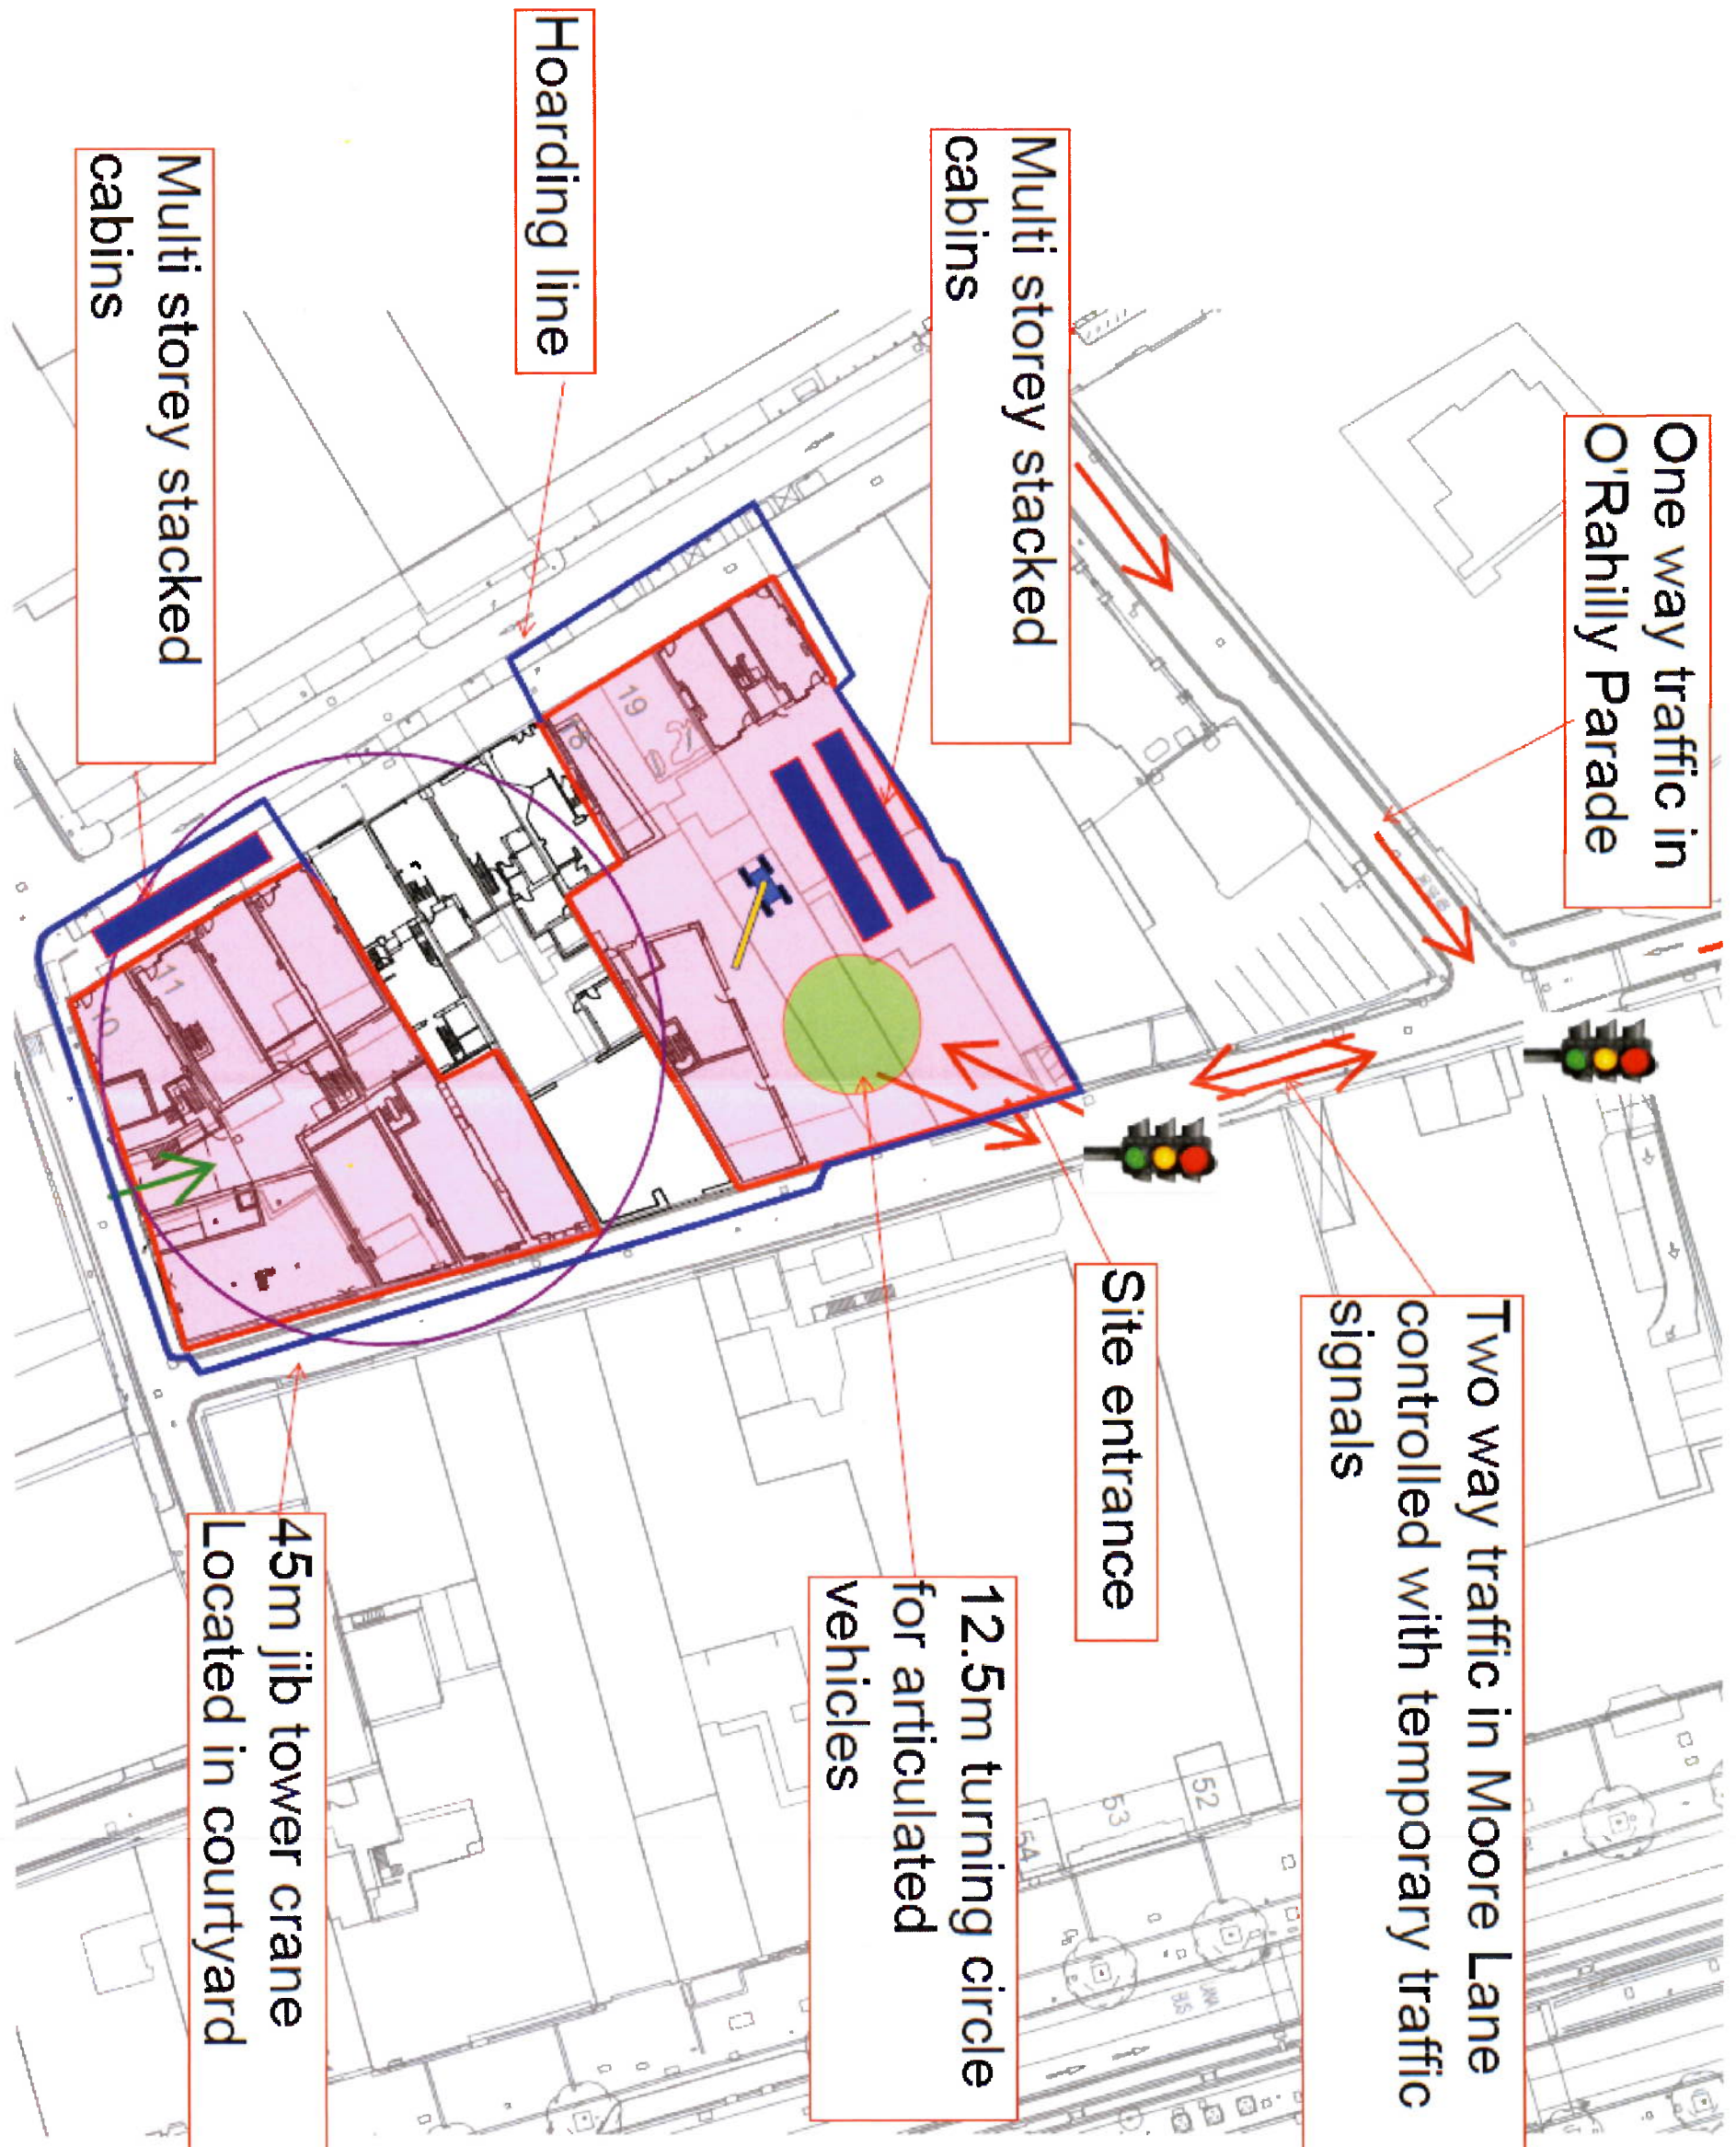 One way traffic in
O'Rahilly Parade
Two way traffic in Moore Lane
controlled with temporary traffic
signals
52
53
54
Site entrance
Multi storey stacked
cabins
12.5m turning circle
for articulated
vehicles
19
Hoarding line
45m jib tower crane
Located in courtyard
11
10
Multi storey stacked
cabins